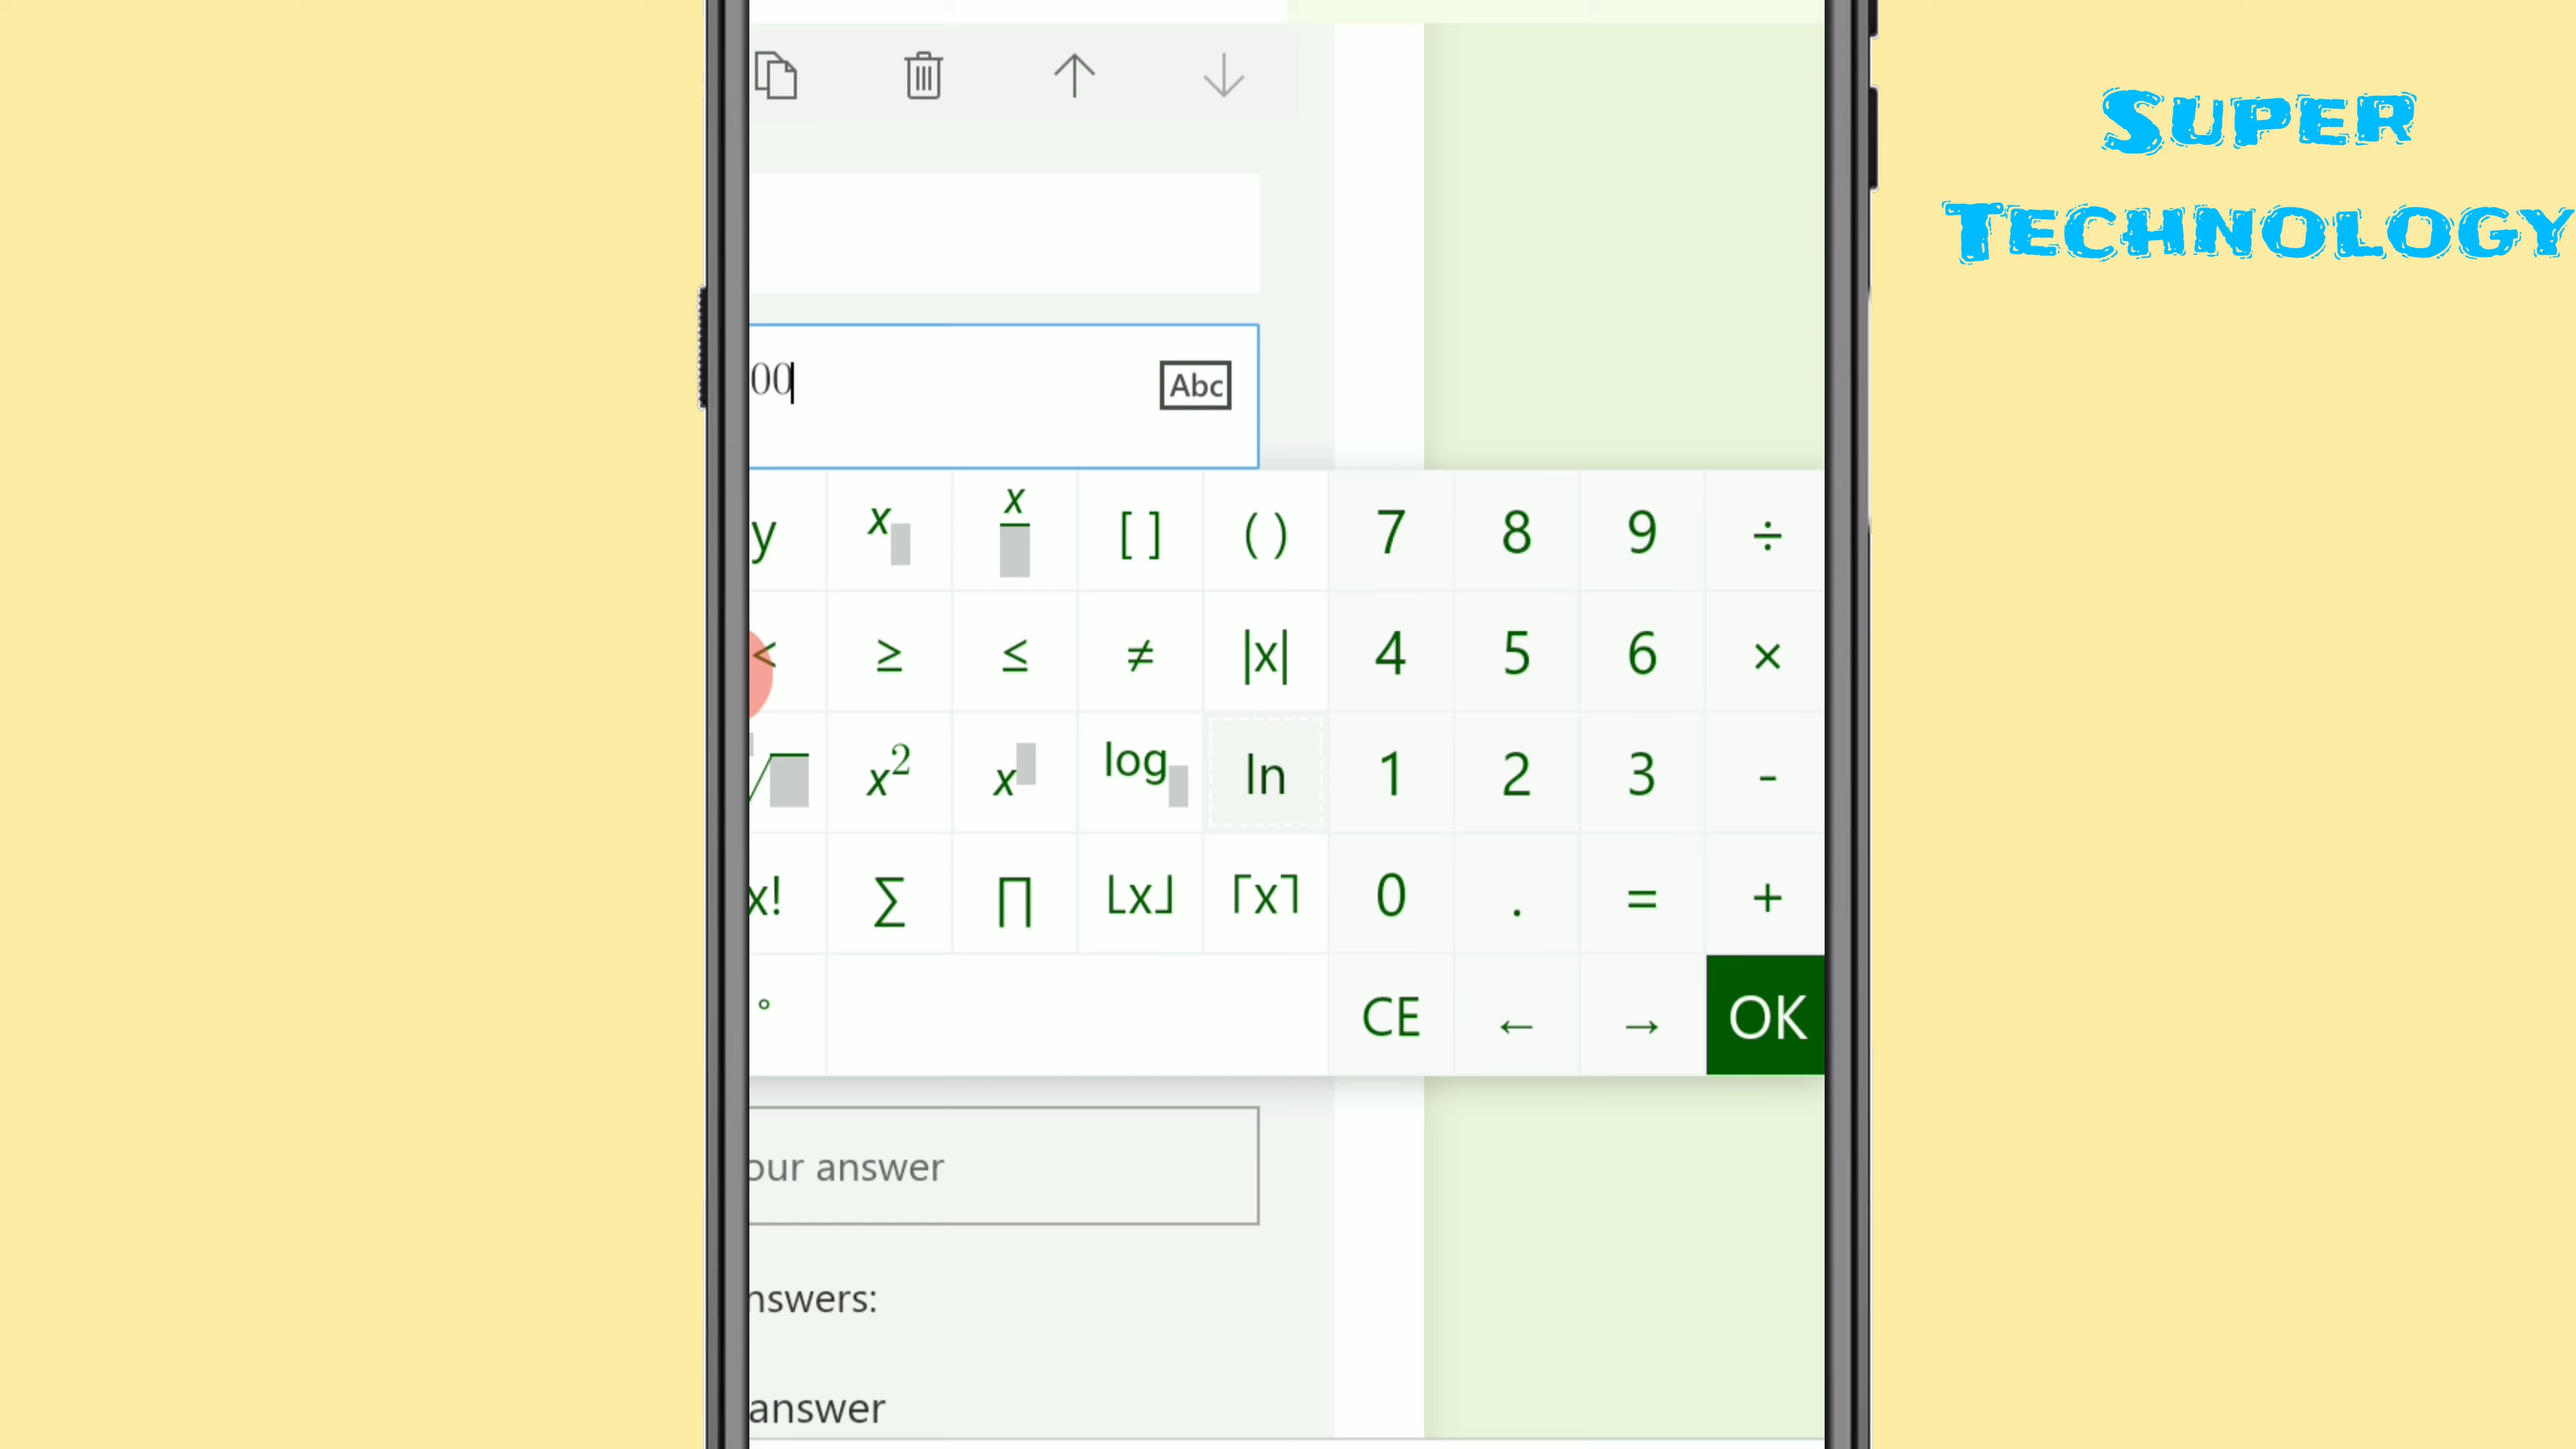 Super
Technology
00
Abc
y x x [ ] ( ) 7 8 9 ÷
< ≥ ≤ ≠ |x| 4 5 6 ×
√ x² x log ln 1 2 3 -
x! ∑ ∏ ⌊x⌋ ⌈x⌉ 0 . = +
° CE ← → OK
our answer
nswers:
answer